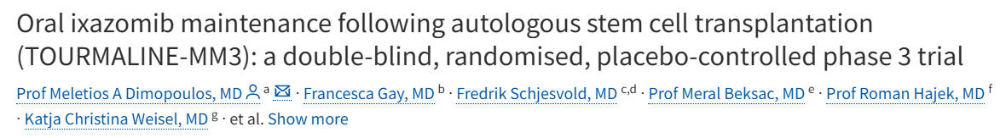 Oral ixazomib maintenance following autologous stem cell transplantation
(TOURMALINE-MM3): a double-blind, randomised, placebo-controlled phase 3 trial
Prof Meletios A Dimopoulos, MD a · Francesca Gay, MD b · Fredrik Schjesvold, MD c,d · Prof Meral Beksac, MD e · Prof Roman Hajek, MD f
· Katja Christina Weisel, MD g · et al. Show more